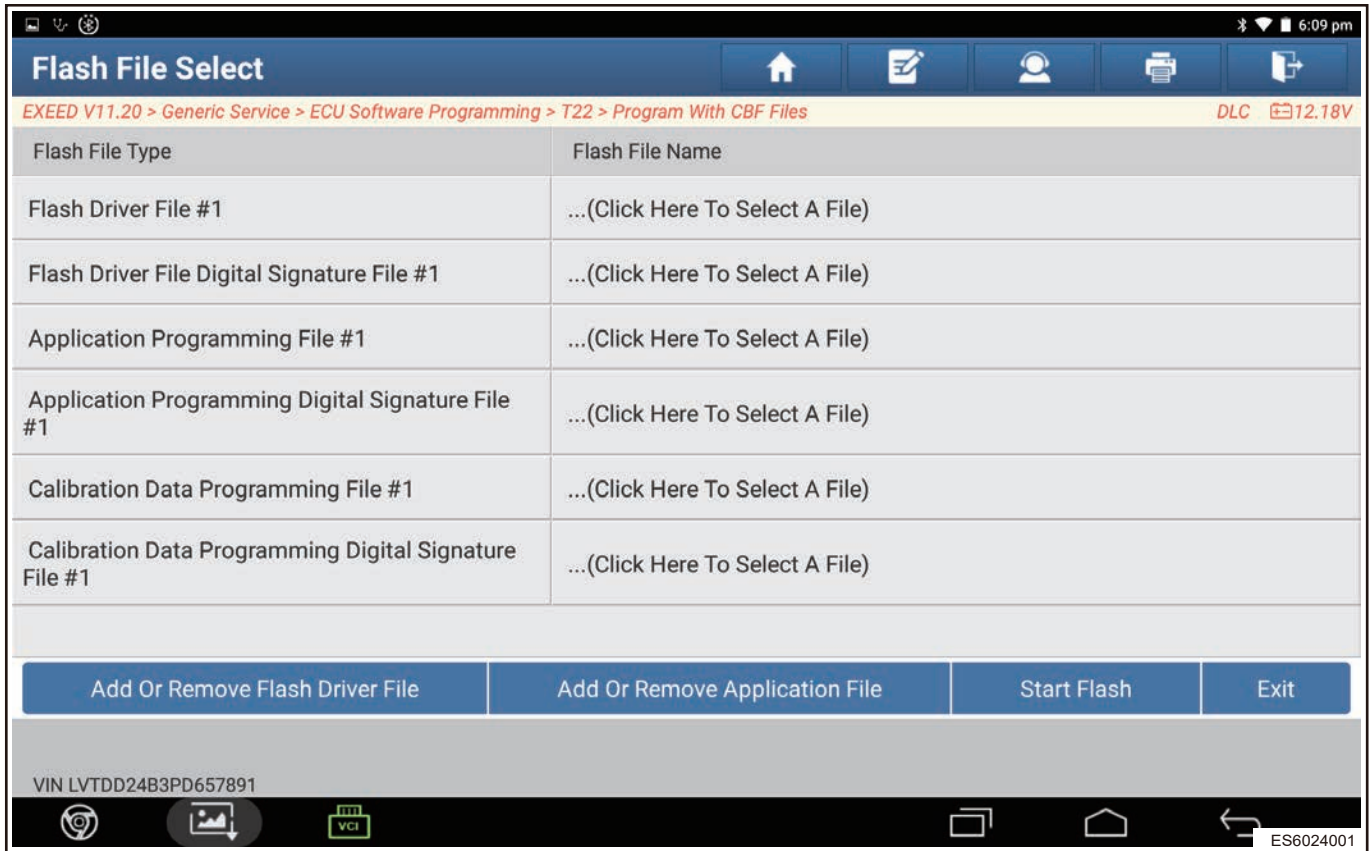 6:09 pm
Flash File Select
EXEED V11.20 > Generic Service > ECU Software Programming > T22 > Program With CBF Files
DLC 12.18V
Flash File Type
Flash File Name
Flash Driver File #1
...(Click Here To Select A File)
Flash Driver File Digital Signature File #1
...(Click Here To Select A File)
Application Programming File #1
...(Click Here To Select A File)
Application Programming Digital Signature File
#1
...(Click Here To Select A File)
Calibration Data Programming File #1
...(Click Here To Select A File)
Calibration Data Programming Digital Signature
File #1
...(Click Here To Select A File)
Add Or Remove Flash Driver File
Add Or Remove Application File
Start Flash
Exit
VIN LVTDD24B3PD657891
VCI
ES6024001